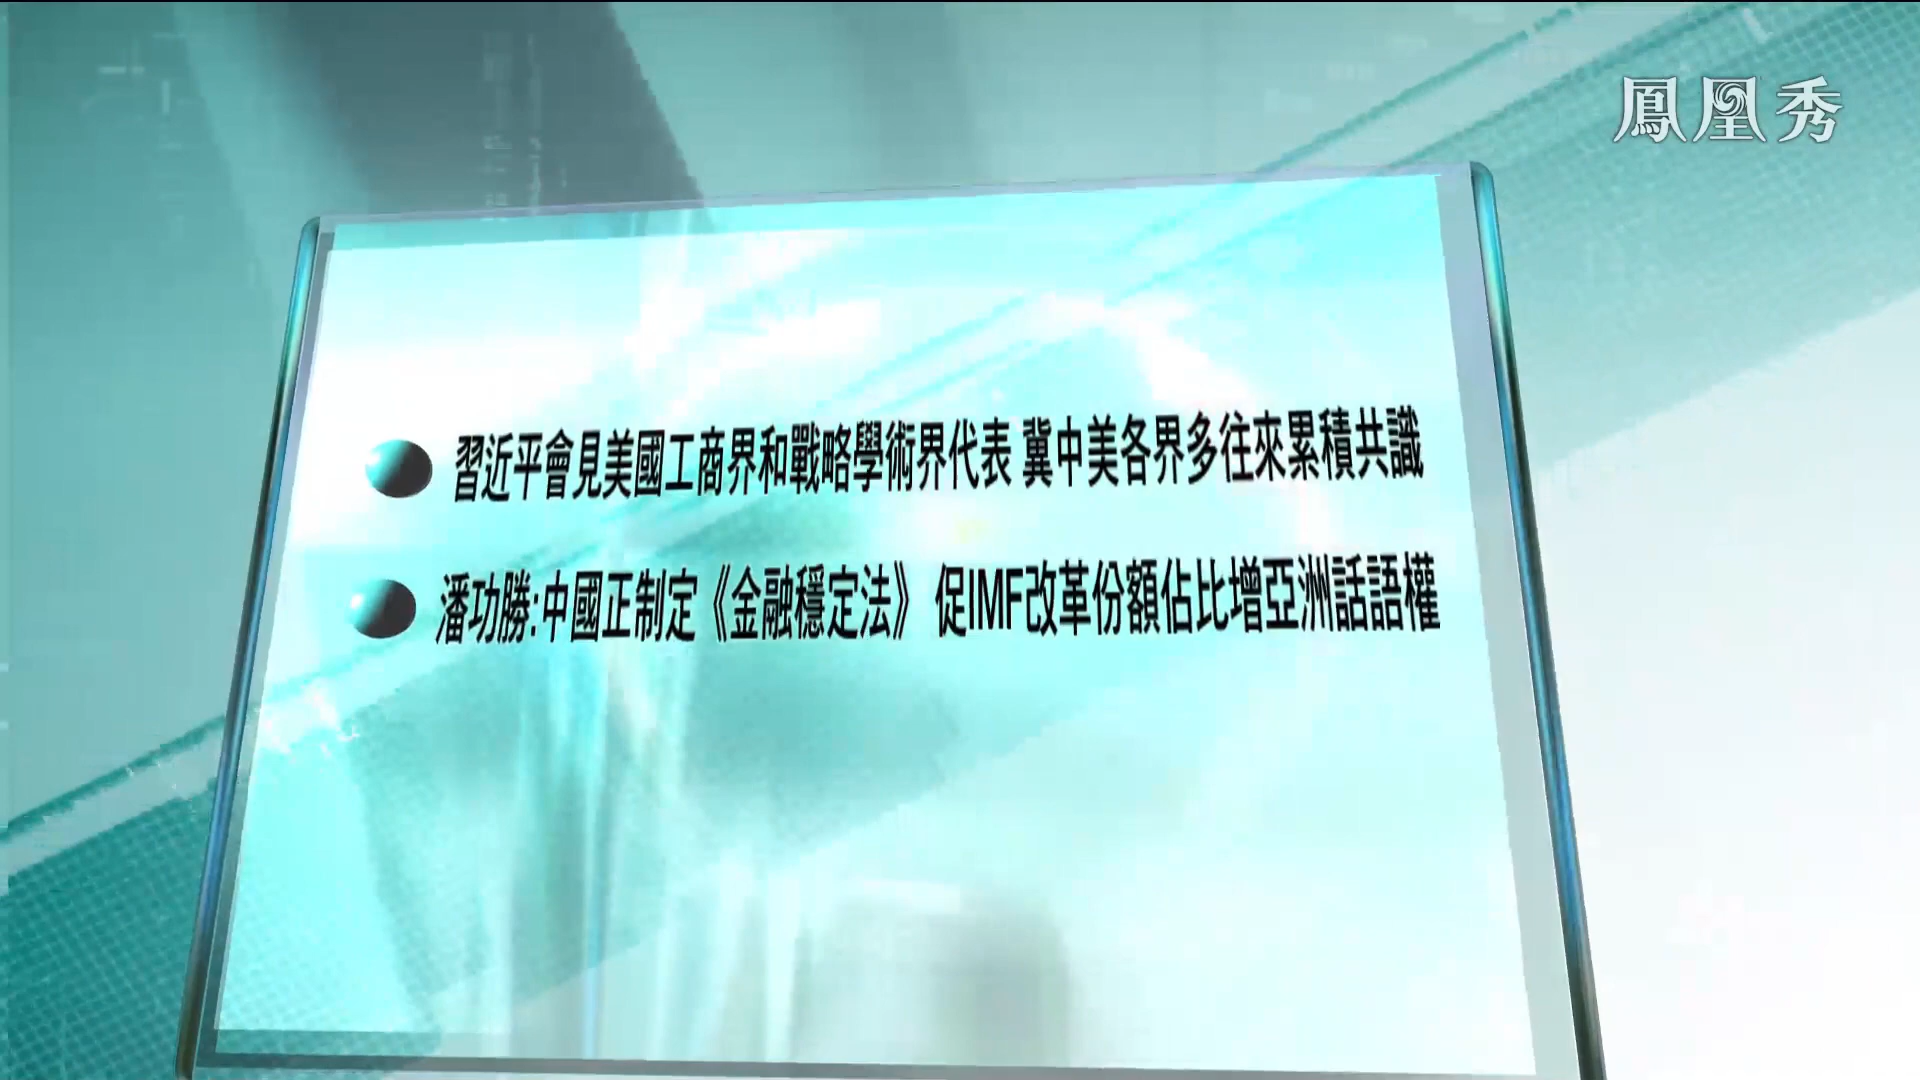 鳳凰秀
習近平會見美國工商界和戰略學術界代表 冀中美各界多往來累積共識
潘功勝:中國正制定《金融穩定法》 促IMF改革份額佔比增亞洲話語權